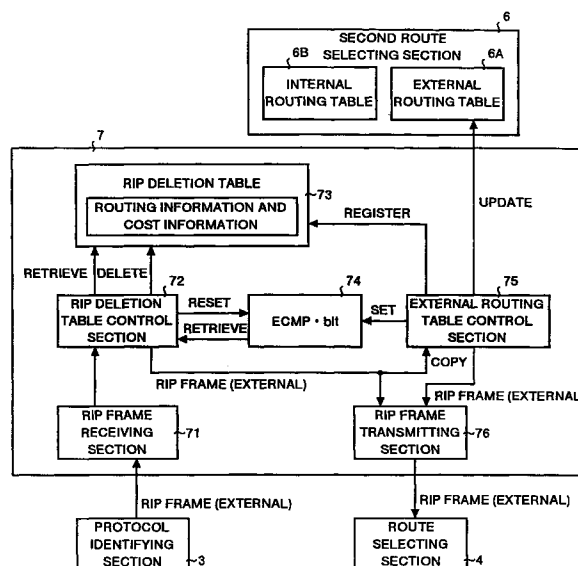 6
SECOND ROUTE
SELECTING SECTION
6B
6A
INTERNAL
ROUTING TABLE
EXTERNAL
ROUTING TABLE
7
RIP DELETION TABLE
73
ROUTING INFORMATION AND
COST INFORMATION
REGISTER
UPDATE
RETRIEVE
DELETE
72
74
75
RIP DELETION
TABLE CONTROL
SECTION
RESET
RETRIEVE
ECMP・bit
SET
EXTERNAL ROUTING
TABLE CONTROL
SECTION
COPY
RIP FRAME (EXTERNAL)
RIP FRAME (EXTERNAL)
RIP FRAME
RECEIVING
SECTION
71
RIP FRAME
TRANSMITTING
SECTION
76
RIP FRAME (EXTERNAL)
RIP FRAME (EXTERNAL)
PROTOCOL
IDENTIFYING
SECTION
3
ROUTE
SELECTING
SECTION
4